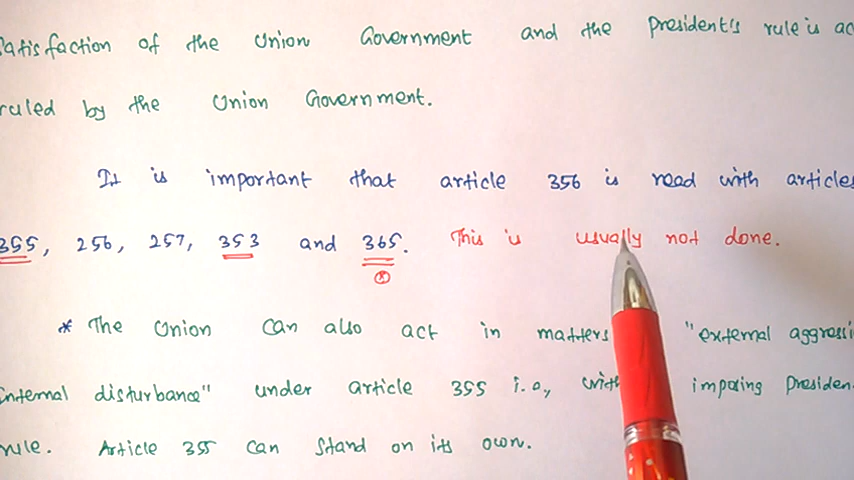 satisfaction of the Union Government and the President's rule is
ruled by the Union Government.
It is important that article 356 is read with articles
355, 256, 257, 353 and 365. This is usually not done.
* The Union can also act in matters "external
internal disturbance" under article 355 i.e., imposing
rule. Article 355 can stand on its own.